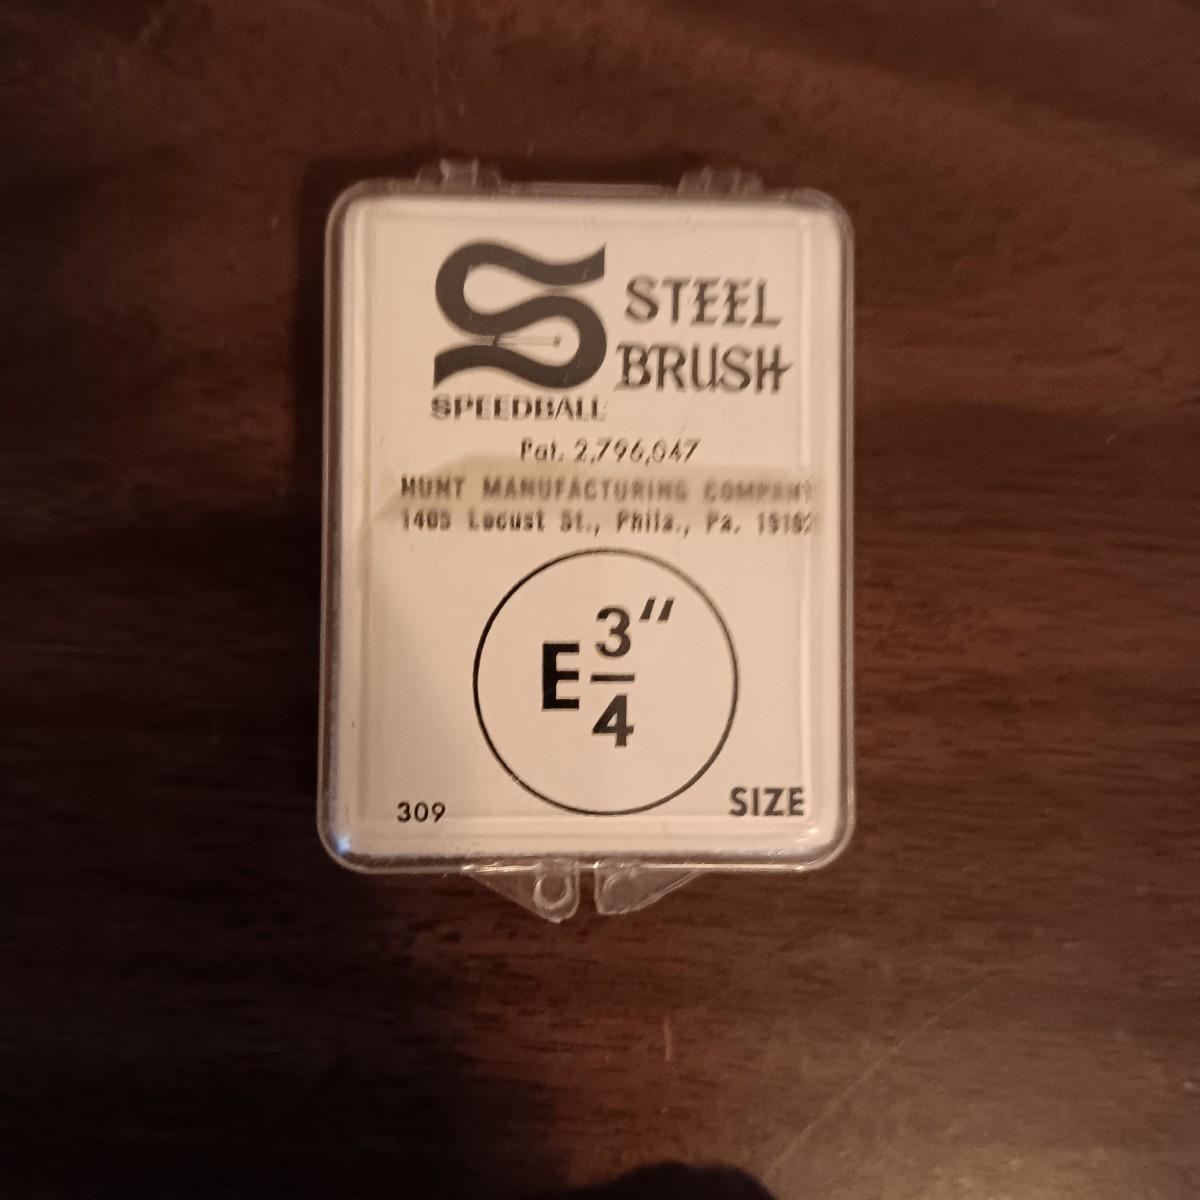 STEEL
BRUSH
SPEEDBALL
Pat. 2,796,047
HUNT MANUFACTURING COMPANY
1405 Locust St., Phila., Pa. 19102
E 3/4"
309
SIZE